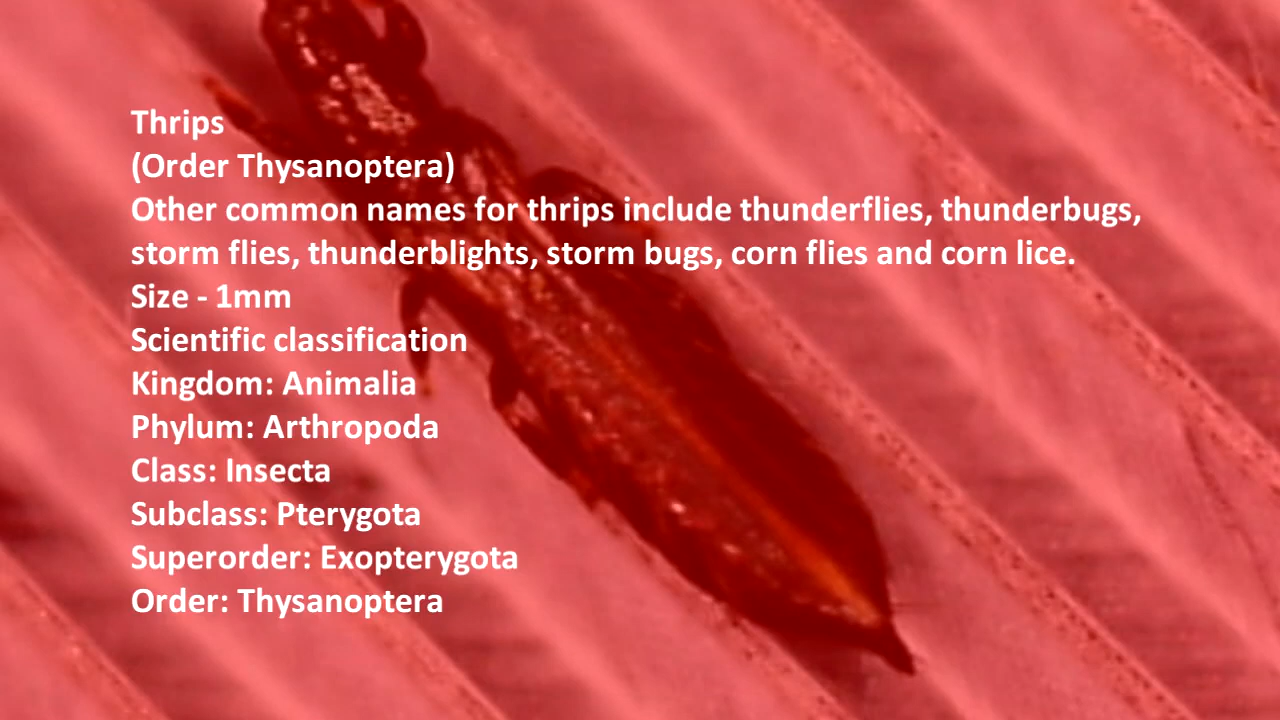 Thrips
(Order Thysanoptera)
Other common names for thrips include thunderflies, thunderbugs,
storm flies, thunderblights, storm bugs, corn flies and corn lice.
Size - 1mm
Scientific classification
Kingdom: Animalia
Phylum: Arthropoda
Class: Insecta
Subclass: Pterygota
Superorder: Exopterygota
Order: Thysanoptera